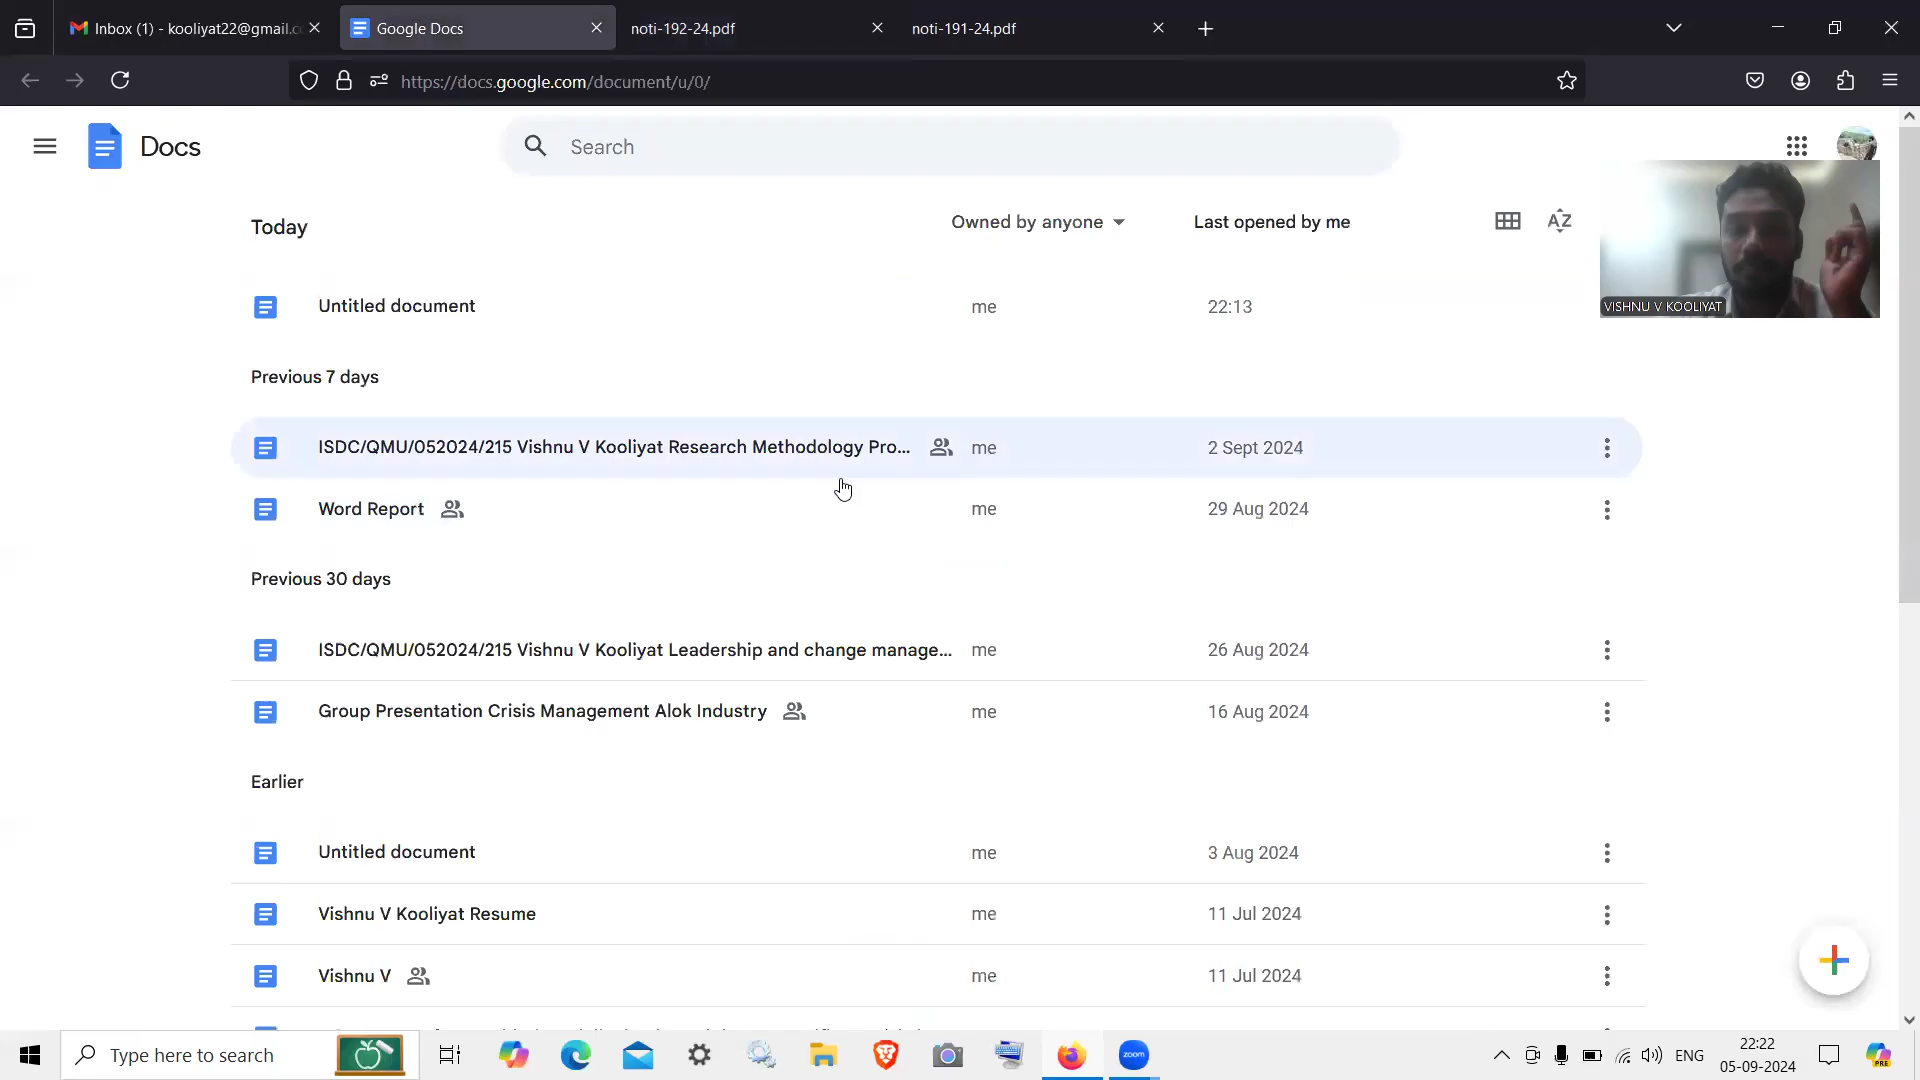 Inbox (1) - kooliyat22@gmail.co
Google Docs
noti-192-24.pdf
noti-191-24.pdf
https://docs.google.com/document/u/0/
Docs
Search
Today
Owned by anyone
Last opened by me
Untitled document
me
22:13
VISHNU V KOOLIYAT
Previous 7 days
ISDC/QMU/052024/215 Vishnu V Kooliyat Research Methodology Pro...
me
2 Sept 2024
Word Report
me
29 Aug 2024
Previous 30 days
ISDC/QMU/052024/215 Vishnu V Kooliyat Leadership and change manage...
me
26 Aug 2024
Group Presentation Crisis Management Alok Industry
me
16 Aug 2024
Earlier
Untitled document
me
3 Aug 2024
Vishnu V Kooliyat Resume
me
11 Jul 2024
Vishnu V
me
11 Jul 2024
Type here to search
zoom
ENG
22:22
05-09-2024
PRE